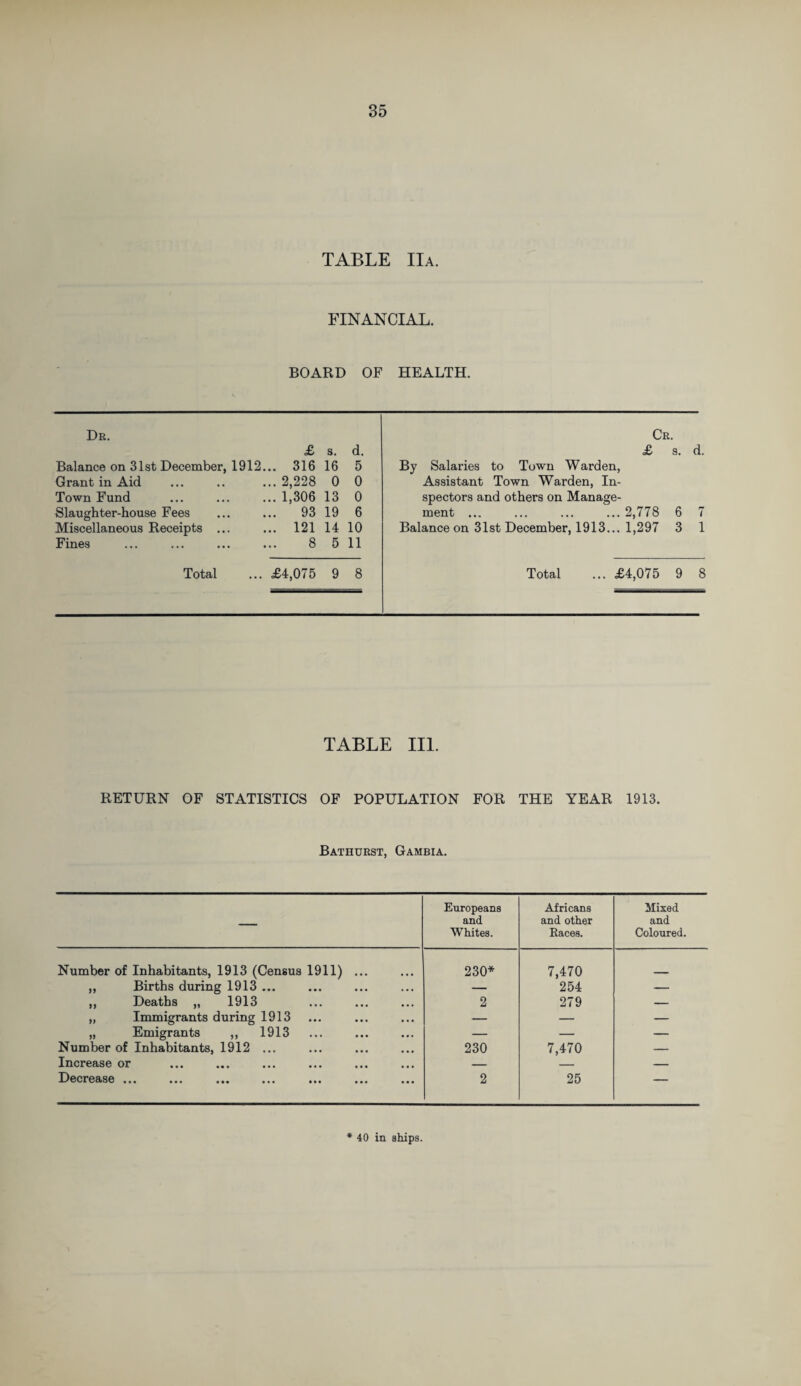 35
TABLE IIA.
FINANCIAL.
BOARD OF HEALTH.
DR.
£ s. d.
Balance on 31st December, 1912... 316 16 5
Grant in Aid ... .. ... 2,228 0 0
Town Fund ... ... ... 1,306 13 0
Slaughter-house Fees ... ... 93 19 6
Miscellaneous Receipts ... ... 121 14 10
Fines ... ... ... ... 8 5 11
Total ... £4,075 9 8
CR.
£ s. d.
By Salaries to Town Warden,
Assistant Town Warden, In-
spectors and others on Manage-
ment ... ... ... ... 2,778 6 7
Balance on 31st December, 1913... 1,297 3 1
Total ... £4,075 9 8
TABLE III.
RETURN OF STATISTICS OF POPULATION FOR THE YEAR 1913.
BATHURST, GAMBIA.
— Europeans and Whites. Africans and other Races. Mixed and Coloured.
Number of Inhabitants, 1913 (Census 1911) ... ... 230* 7,470 —
„ Births during 1913 ... ... ... ... — 254 —
„ Deaths „ 1913 ... ... ... 2 279 —
„ Immigrants during 1913 ... ... ... — — —
„ Emigrants „ 1913 ... ... ... — — —
Number of Inhabitants, 1912 ... ... ... ... 230 7,470 —
Increase or ... ... ... ... ... ... — — —
Decrease ... ... ... ... ... ... ... 2 25 —
* 40 in ships.